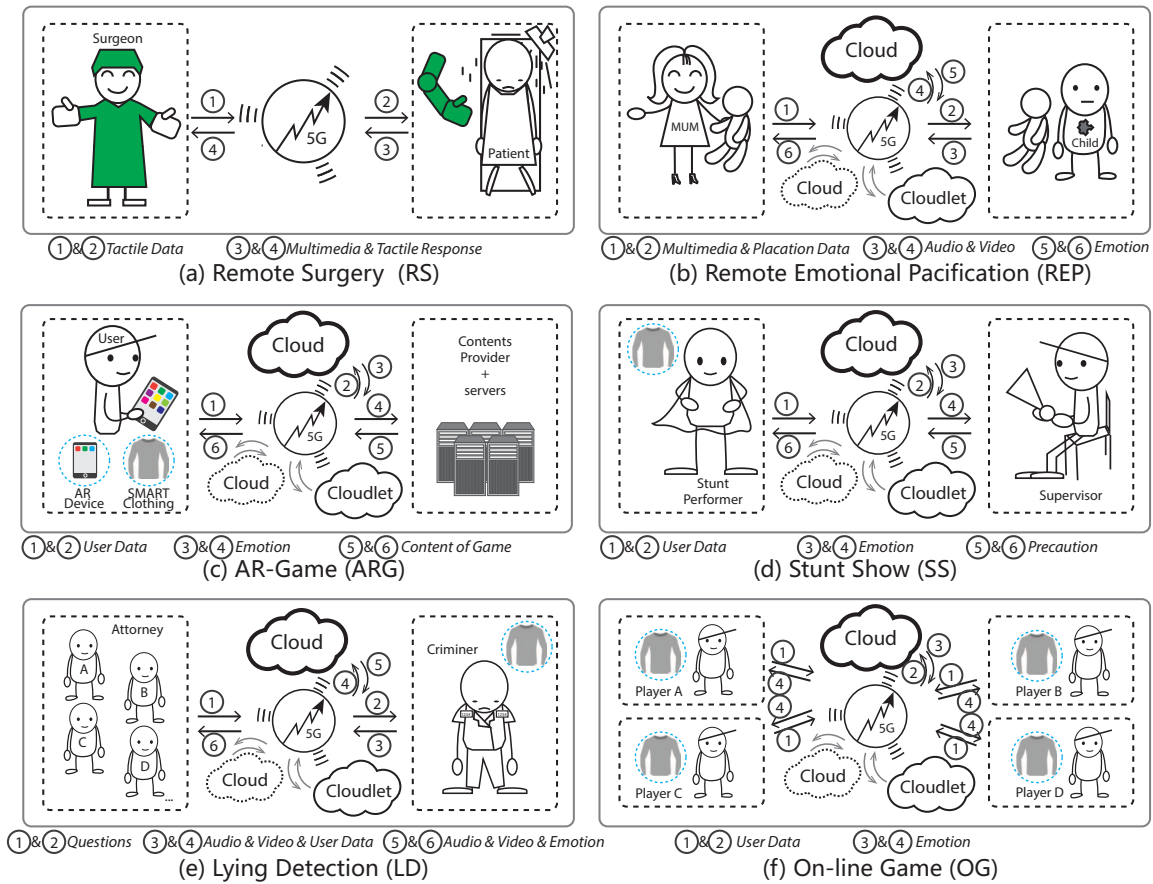 Surgeon
1
4
5G
2
3
Patient
1 & 2 Tactile Data 3 & 4 Multimedia & Tactile Response
(a) Remote Surgery (RS)
MUM
Cloud
5
4
1
2
6
5G
3
Cloud
Cloudlet
Child
1 & 2 Multimedia & Placation Data 3 & 4 Audio & Video 5 & 6 Emotion
(b) Remote Emotional Pacification (REP)
User
AR
Device
SMART
Clothing
Cloud
3
2
1
4
6
5G
5
Cloud
Cloudlet
Contents
Provider
+
servers
1 & 2 User Data 3 & 4 Emotion 5 & 6 Content of Game
(c) AR-Game (ARG)
Stunt
Performer
Cloud
3
2
1
4
6
5G
5
Cloud
Cloudlet
Supervisor
1 & 2 User Data 3 & 4 Emotion 5 & 6 Precaution
(d) Stunt Show (SS)
Attorney
A
B
C
D
...
Cloud
5
4
1
2
6
5G
3
Cloud
Cloudlet
Criminer
1 & 2 Questions 3 & 4 Audio & Video & User Data 5 & 6 Audio & Video & Emotion
(e) Lying Detection (LD)
Player A
Player C
Cloud
3
2
1
4
4
1
5G
1
4
4
1
Cloud
Cloudlet
Player B
Player D
1 & 2 User Data 3 & 4 Emotion
(f) On-line Game (OG)